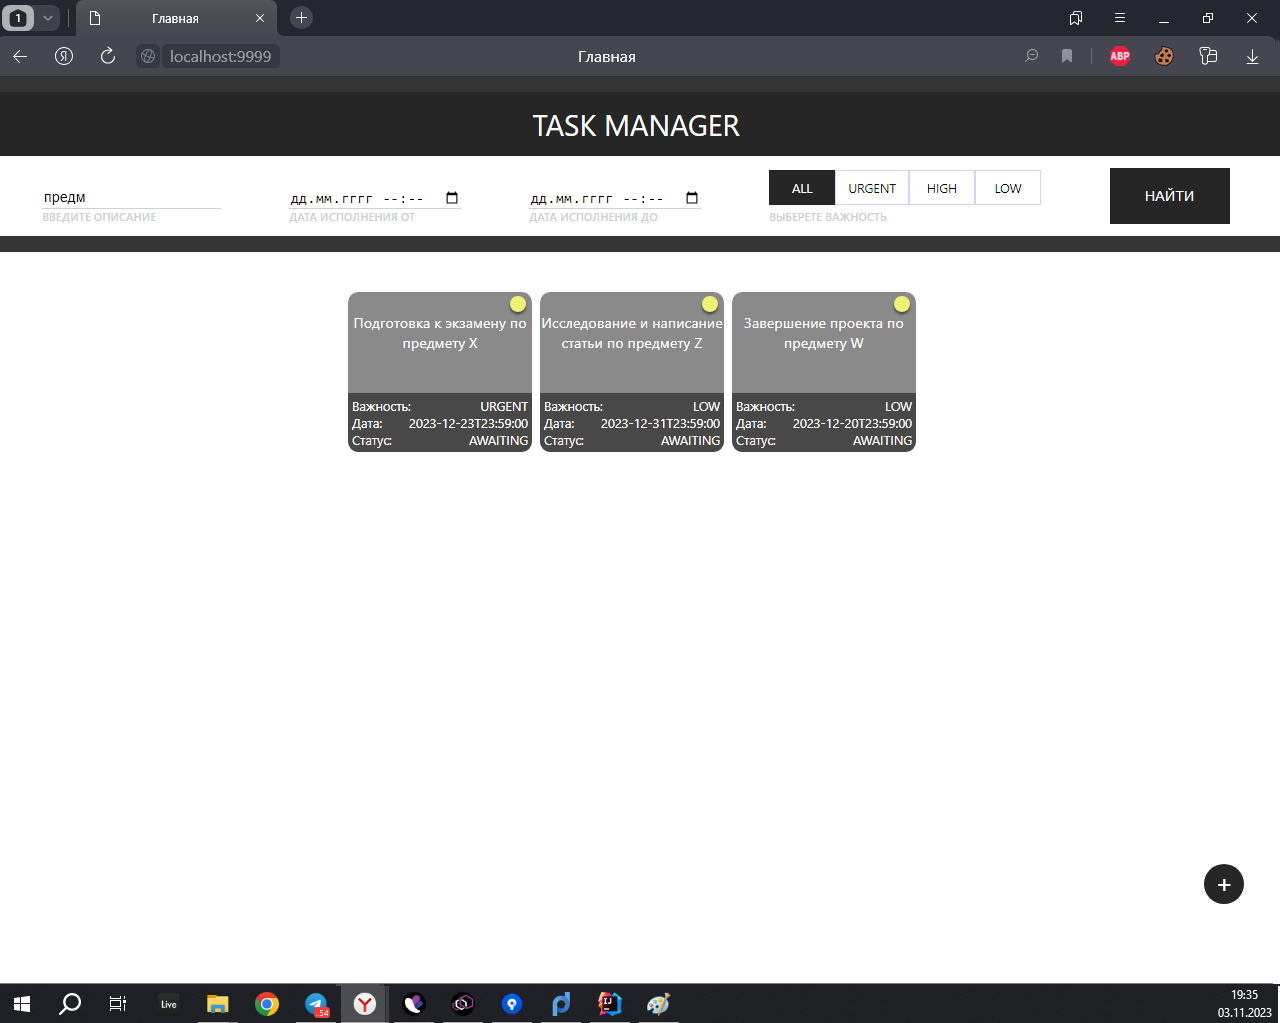 1
Главная
localhost:9999
Главная
ABP
TASK MANAGER
предм
ВВЕДИТЕ ОПИСАНИЕ
дд.мм.гггг --:--
ДАТА ИСПОЛНЕНИЯ ОТ
дд.мм.гггг --:--
ДАТА ИСПОЛНЕНИЯ ДО
ALL URGENT HIGH LOW
ВЫБЕРЕТЕ ВАЖНОСТЬ
НАЙТИ
Подготовка к экзамену по
предмету X
Важность: URGENT
Дата: 2023-12-23T23:59:00
Статус: AWAITING
Исследование и написание
статьи по предмету Z
Важность: LOW
Дата: 2023-12-31T23:59:00
Статус: AWAITING
Завершение проекта по
предмету W
Важность: LOW
Дата: 2023-12-20T23:59:00
Статус: AWAITING
+
Live
54
IJ
19:35
03.11.2023